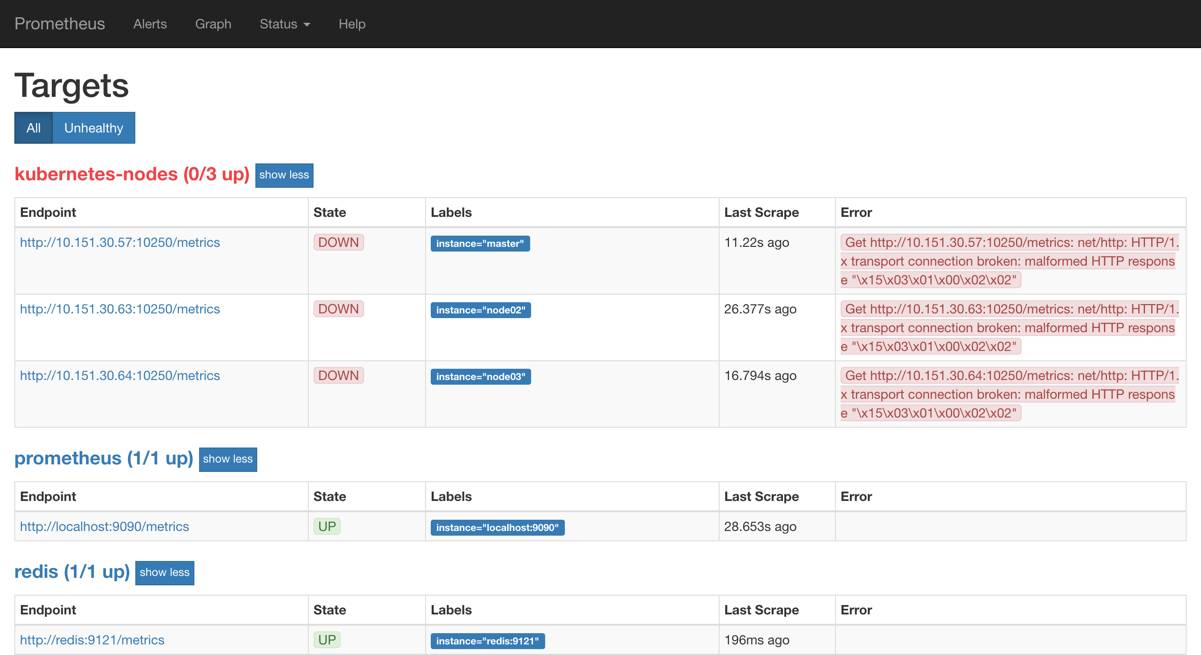 Prometheus Alerts Graph Status Help
Targets
All Unhealthy
kubernetes-nodes (0/3 up) show less
Endpoint State Labels Last Scrape Error
http://10.151.30.57:10250/metrics DOWN instance="master" 11.22s ago Get http://10.151.30.57:10250/metrics: net/http: HTTP/1.
x transport connection broken: malformed HTTP respons
e "\x15\x03\x01\x00\x02\x02"
http://10.151.30.63:10250/metrics DOWN instance="node02" 26.377s ago Get http://10.151.30.63:10250/metrics: net/http: HTTP/1.
x transport connection broken: malformed HTTP respons
e "\x15\x03\x01\x00\x02\x02"
http://10.151.30.64:10250/metrics DOWN instance="node03" 16.794s ago Get http://10.151.30.64:10250/metrics: net/http: HTTP/1.
x transport connection broken: malformed HTTP respons
e "\x15\x03\x01\x00\x02\x02"
prometheus (1/1 up) show less
Endpoint State Labels Last Scrape Error
http://localhost:9090/metrics UP instance="localhost:9090" 28.653s ago
redis (1/1 up) show less
Endpoint State Labels Last Scrape Error
http://redis:9121/metrics UP instance="redis:9121" 196ms ago